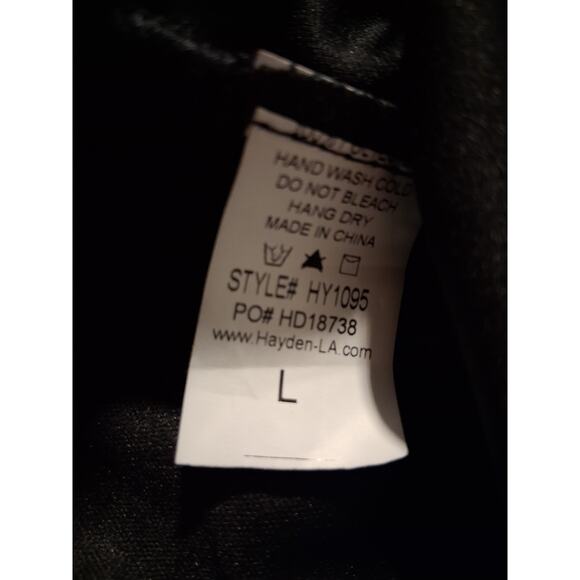 HAND WASH COLD
DO NOT BLEACH
HANG DRY
MADE IN CHINA
STYLE# HY1095
PO# HD18738
www.Hayden-LA.com
L